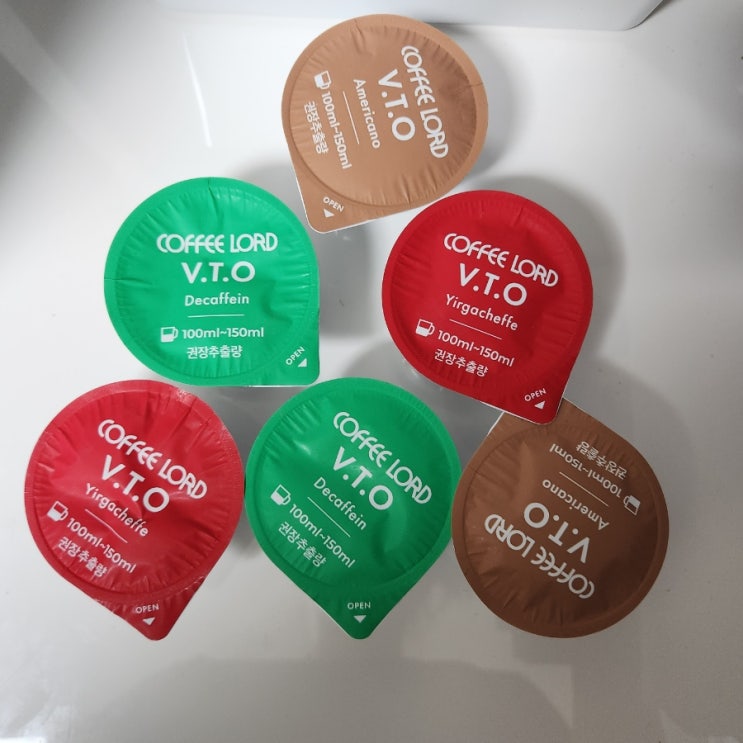 COFFEE LORD
V.T.O
Americano
100ml~150ml
권장추출량
OPEN
COFFEE LORD
V.T.O
Decaffein
100ml~150ml
권장추출량
OPEN
COFFEE LORD
V.T.O
Yirgacheffe
100ml~150ml
권장추출량
OPEN
COFFEE LORD
V.T.O
Yirgacheffe
100ml~150ml
권장추출량
OPEN
COFFEE LORD
V.T.O
Decaffein
100ml~150ml
권장추출량
OPEN
COFFEE LORD
V.T.O
Americano
100ml~150ml
권장추출량